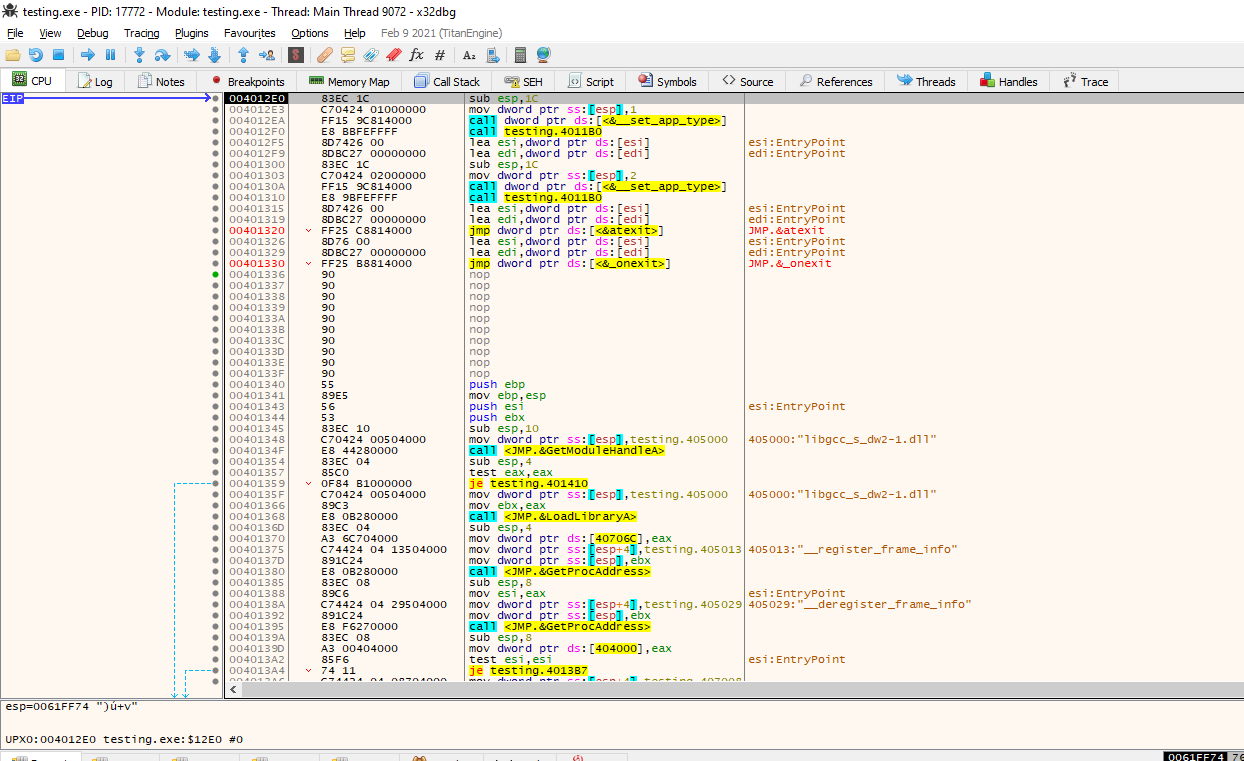 testing.exe - PID: 17772 - Module: testing.exe - Thread: Main Thread 9072 - x32dbg
File View Debug Tracing Plugins Favourites Options Help Feb 9 2021 (TitanEngine)
CPU Log Notes Breakpoints Memory Map Call Stack SEH Script Symbols Source References Threads Handles Trace
EIP 004012E0 83EC 1C sub esp,1C
004012E3 C70424 01000000 mov dword ptr ss:[esp],1
004012EA FF15 9C814000 call dword ptr ds:[<&__set_app_type>]
004012F0 E8 BBFEFFFF call testing.4011B0
004012F5 8D7426 00 lea esi,dword ptr ds:[esi] esi:EntryPoint
004012F9 8DBC27 00000000 lea edi,dword ptr ds:[edi] edi:EntryPoint
00401300 83EC 1C sub esp,1C
00401303 C70424 02000000 mov dword ptr ss:[esp],2
0040130A FF15 9C814000 call dword ptr ds:[<&__set_app_type>]
00401310 E8 9BFEFFFF call testing.4011B0
00401315 8D7426 00 lea esi,dword ptr ds:[esi] esi:EntryPoint
00401319 8DBC27 00000000 lea edi,dword ptr ds:[edi] edi:EntryPoint
00401320 FF25 C8814000 jmp dword ptr ds:[<&atexit>] JMP.&atexit
00401326 8D76 00 lea esi,dword ptr ds:[esi] esi:EntryPoint
00401329 8DBC27 00000000 lea edi,dword ptr ds:[edi] edi:EntryPoint
00401330 FF25 B8814000 jmp dword ptr ds:[<&_onexit>] JMP.&_onexit
00401336 90 nop
00401337 90 nop
00401338 90 nop
00401339 90 nop
0040133A 90 nop
0040133B 90 nop
0040133C 90 nop
0040133D 90 nop
0040133E 90 nop
0040133F 90 nop
00401340 55 push ebp
00401341 89E5 mov ebp,esp
00401343 56 push esi esi:EntryPoint
00401344 53 push ebx
00401345 83EC 10 sub esp,10
00401348 C70424 00504000 mov dword ptr ss:[esp],testing.405000 405000:"libgcc_s_dw2-1.dll"
0040134F E8 44280000 call <JMP.&GetModuleHandleA>
00401354 83EC 04 sub esp,4
00401357 85C0 test eax,eax
00401359 0F84 B1000000 je testing.401410
0040135F C70424 00504000 mov dword ptr ss:[esp],testing.405000 405000:"libgcc_s_dw2-1.dll"
00401366 89C3 mov ebx,eax
00401368 E8 0B280000 call <JMP.&LoadLibraryA>
0040136D 83EC 04 sub esp,4
00401370 A3 6C704000 mov dword ptr ds:[40706C],eax
00401375 C74424 04 13504000 mov dword ptr ss:[esp+4],testing.405013 405013:"__register_frame_info"
0040137D 891C24 mov dword ptr ss:[esp],ebx
00401380 E8 0B280000 call <JMP.&GetProcAddress>
00401385 83EC 08 sub esp,8
00401388 89C6 mov esi,eax esi:EntryPoint
0040138A C74424 04 29504000 mov dword ptr ss:[esp+4],testing.405029 405029:"__deregister_frame_info"
00401392 891C24 mov dword ptr ss:[esp],ebx
00401395 E8 F6270000 call <JMP.&GetProcAddress>
0040139A 83EC 08 sub esp,8
0040139D A3 00404000 mov dword ptr ds:[404000],eax
004013A2 85F6 test esi,esi esi:EntryPoint
004013A4 74 11 je testing.4013B7
esp=0061FF74 ")ú+v"
UPX0:004012E0 testing.exe:$12E0 #0
0061FF74